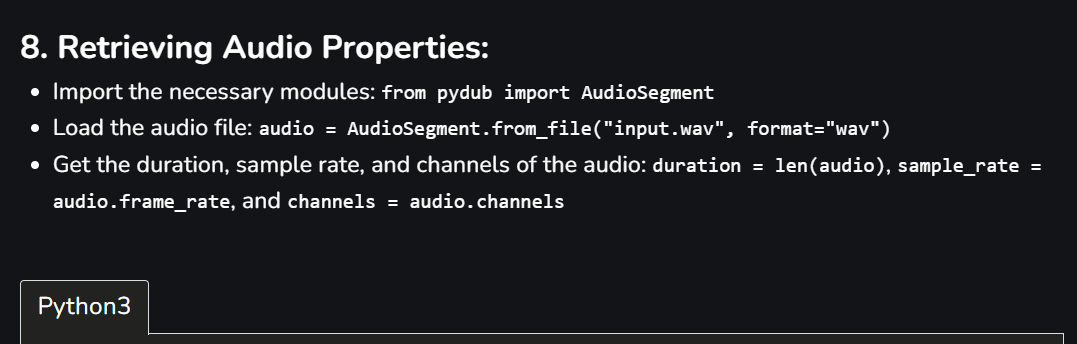 8. Retrieving Audio Properties:
• Import the necessary modules: from pydub import AudioSegment
• Load the audio file: audio = AudioSegment.from_file("input.wav", format="wav")
• Get the duration, sample rate, and channels of the audio: duration = len(audio), sample_rate =
audio.frame_rate, and channels = audio.channels
Python3